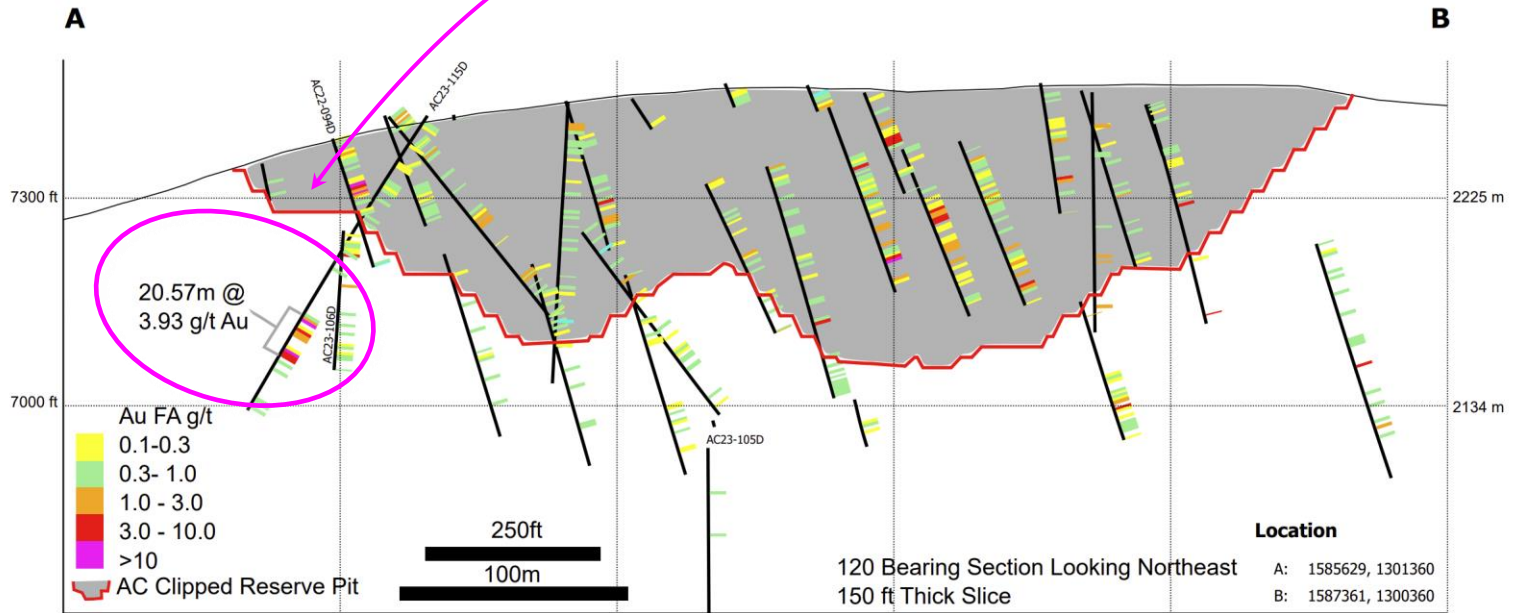 A
B
AC22-094D
AC23-115D
7300 ft
2225 m
20.57m @
3.93 g/t Au
AC23-106D
7000 ft
2134 m
Au FA g/t
0.1-0.3
0.3- 1.0
1.0 - 3.0
3.0 - 10.0
>10
AC Clipped Reserve Pit
AC23-105D
250ft
100m
120 Bearing Section Looking Northeast
150 ft Thick Slice
Location
A: 1585629, 1301360
B: 1587361, 1300360